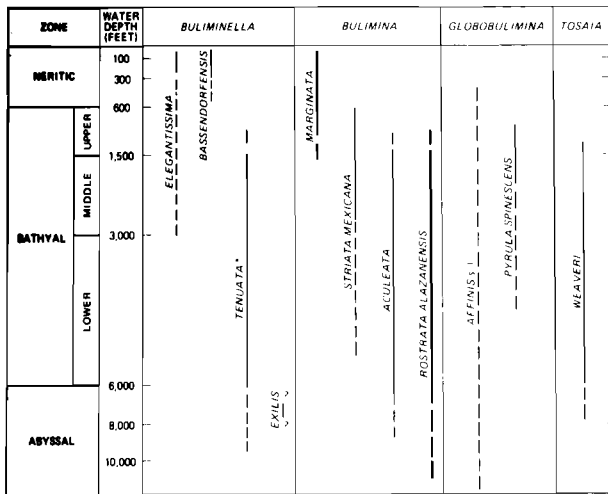 ZONE
WATER DEPTH (FEET)
BULIMINELLA
BULIMINA
GLOBOBULIMINA
TOSAIA
NERITIC
BATHYAL
UPPER
MIDDLE
LOWER
ABYSSAL
100
300
600
1,500
3,000
6,000
8,000
10,000
ELEGANTISSIMA
BASSENDORFENSIS
TENUATA*
EXILIS
?
?
MARGINATA
STRIATA MEXICANA
ACULEATA
ROSTRATA ALAZANENSIS
AFFINIS s l
PYRULA SPINESCENS
WEAVERI